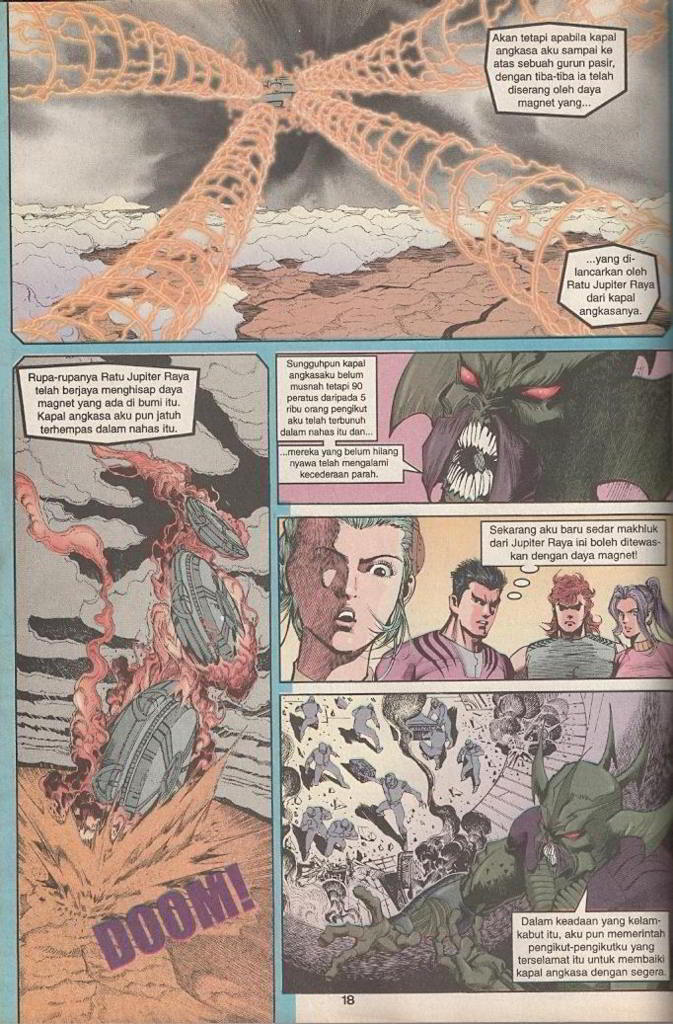 Akan tetapi apabila kapal
angkasa aku sampai ke
atas sebuah gurun pasir,
dengan tiba-tiba ia telah
diserang oleh daya
magnet yang...
...yang di-
lancarkan oleh
Ratu Jupiter Raya
dari kapal
angkasanya.
Rupa-rupanya Ratu Jupiter Raya
telah berjaya menghisap daya
magnet yang ada di bumi itu.
Kapal angkasa aku pun jatuh
terhempas dalam nahas itu.
DOOM!
Sungguhpun kapal
angkasaku belum
musnah tetapi 90
peratus daripada 5
ribu orang pengikut
aku telah terbunuh
dalam nahas itu dan...
...mereka yang belum hilang
nyawa telah mengalami
kecederaan parah.
Sekarang aku baru sedar makhluk
dari Jupiter Raya ini boleh ditewas-
kan dengan daya magnet!
Dalam keadaan yang kelam-
kabut itu, aku pun memerintah
pengikut-pengikutku yang
terselamat itu untuk membaiki
kapal angkasa dengan segera.
18